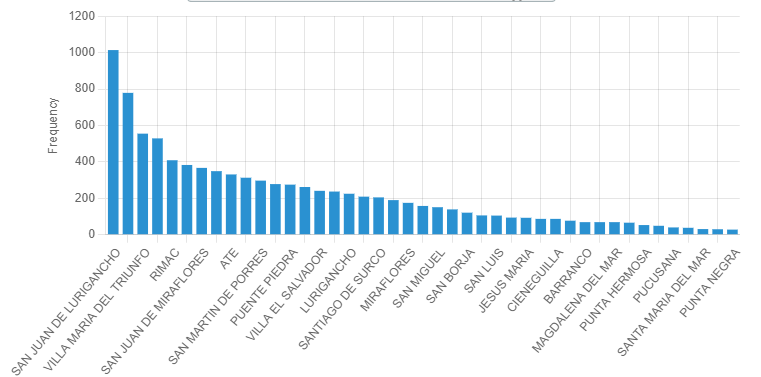 1200
1000
800
600
400
200
0
Frequency
SAN JUAN DE LURIGANCHO
VILLA MARIA DEL TRIUNFO
RIMAC
SAN JUAN DE MIRAFLORES
ATE
SAN MARTIN DE PORRES
PUENTE PIEDRA
VILLA EL SALVADOR
LURIGANCHO
SANTIAGO DE SURCO
MIRAFLORES
SAN MIGUEL
SAN BORJA
SAN LUIS
JESUS MARIA
CIENEGUILLA
BARRANCO
MAGDALENA DEL MAR
PUNTA HERMOSA
PUCUSANA
SANTA MARIA DEL MAR
PUNTA NEGRA